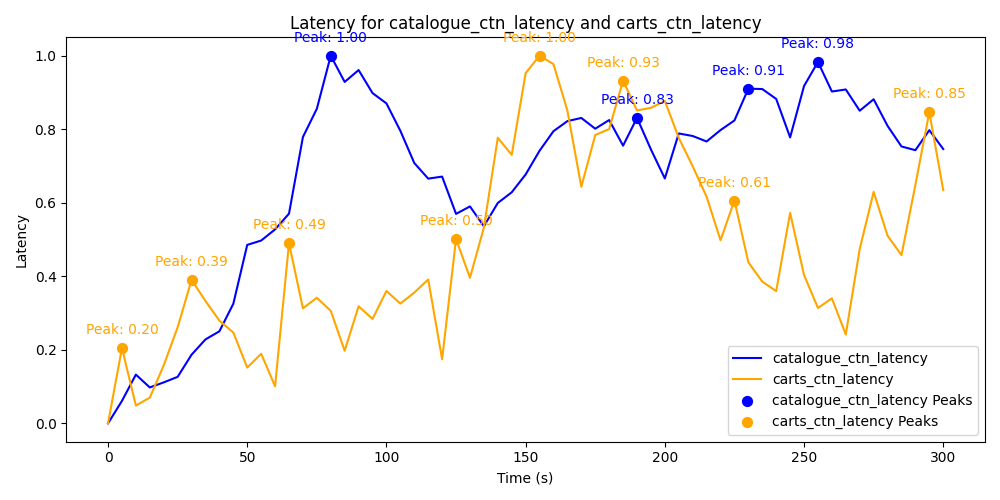 Latency for catalogue_ctn_latency and carts_ctn_latency
Peak: 1.00
Peak: 1.00
Peak: 0.98
Peak: 0.93
Peak: 0.91
Peak: 0.83
Peak: 0.85
Peak: 0.61
Peak: 0.49
Peak: 0.50
Peak: 0.39
Peak: 0.20
Latency
1.0
0.8
0.6
0.4
0.2
0.0
0 50 100 150 200 250 300
Time (s)
catalogue_ctn_latency
carts_ctn_latency
catalogue_ctn_latency Peaks
carts_ctn_latency Peaks